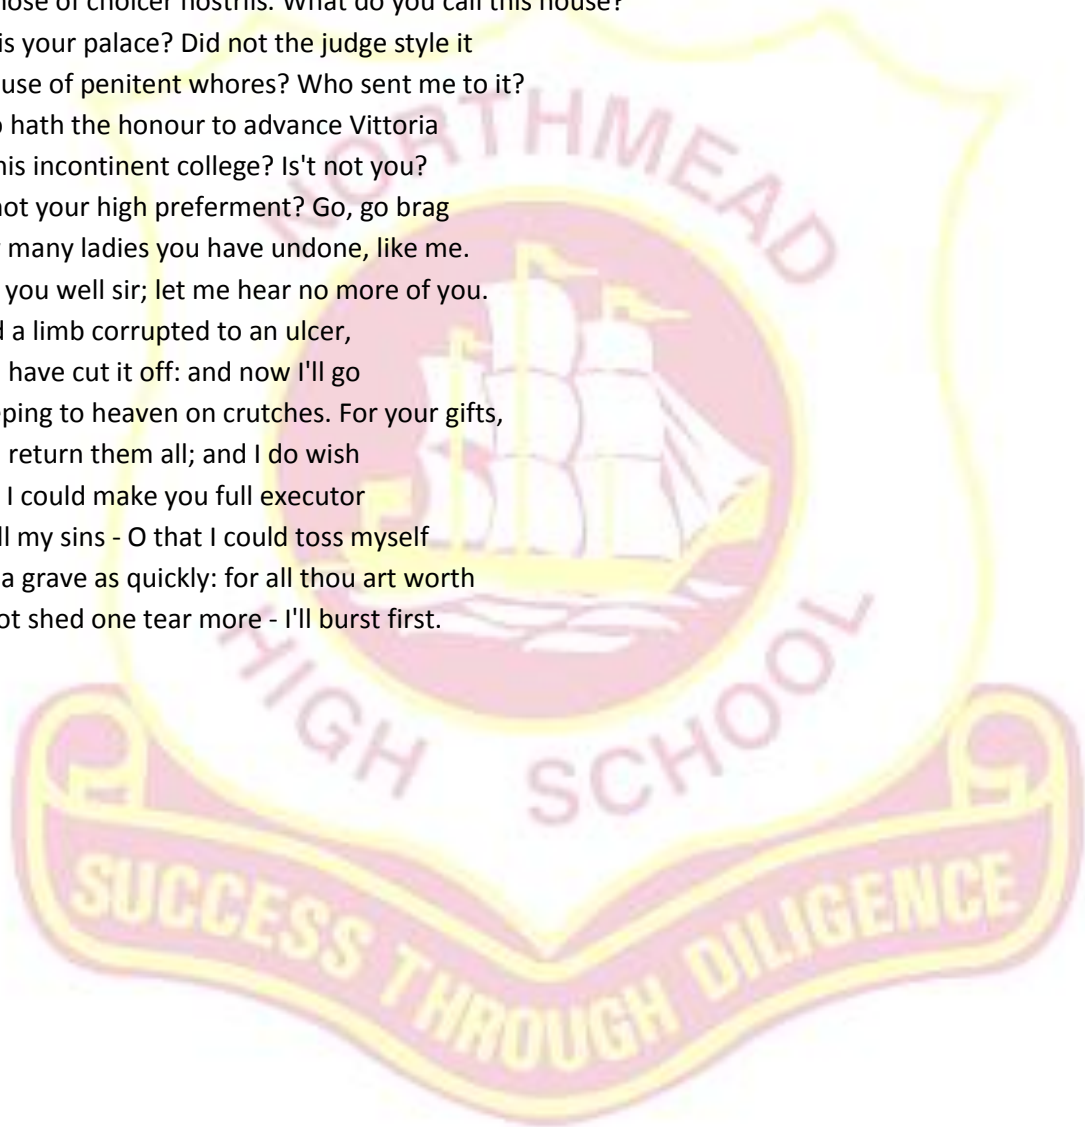 nose of choicer nostrils. What do you call this house?
is your palace? Did not the judge style it
use of penitent whores? Who sent me to it?
hath the honour to advance Vittoria
his incontinent college? Is't not you?
not your high preferment? Go, go brag
many ladies you have undone, like me.
you well sir; let me hear no more of you.
a limb corrupted to an ulcer,
have cut it off: and now I'll go
ping to heaven on crutches. For your gifts,
return them all; and I do wish
I could make you full executor
ll my sins - O that I could toss myself
a grave as quickly: for all thou art worth
ot shed one tear more - I'll burst first.
NORTHMEAD
HIGH SCHOOL
SUCCESS THROUGH DILIGENCE